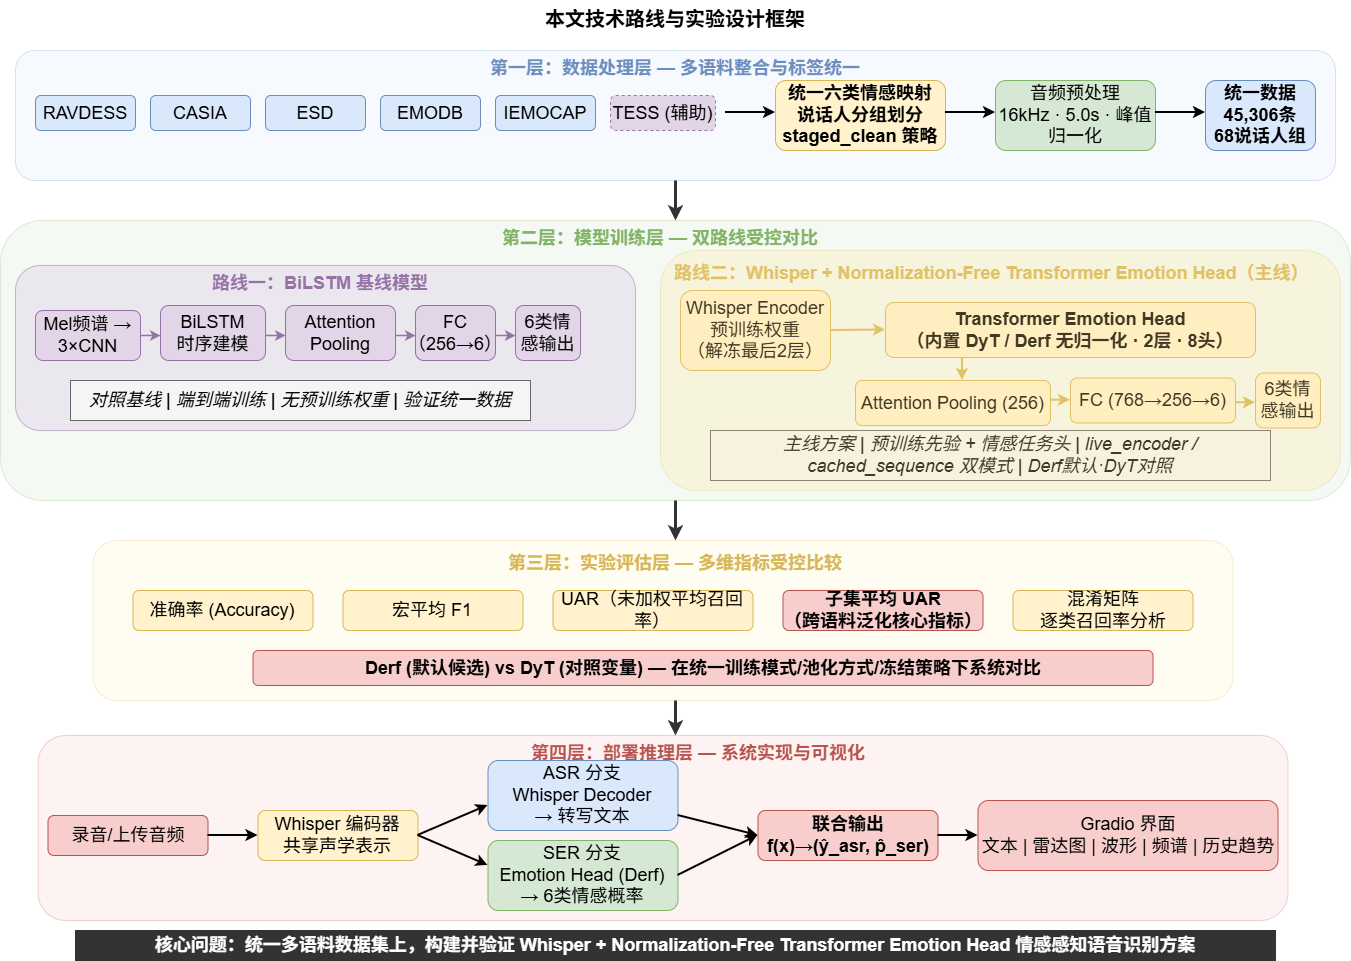 本文技术路线与实验设计框架
第一层：数据处理层 — 多语料整合与标签统一
RAVDESS
CASIA
ESD
EMODB
IEMOCAP
TESS (辅助)
统一六类情感映射
说话人分组划分
staged_clean 策略
音频预处理
16kHz · 5.0s · 峰值
归一化
统一数据
45,306条
68说话人组
第二层：模型训练层 — 双路线受控对比
路线一：BiLSTM 基线模型
Mel频谱 →
3×CNN
BiLSTM
时序建模
Attention
Pooling
FC
（256→6）
6类情
感输出
对照基线 | 端到端训练 | 无预训练权重 | 验证统一数据
路线二：Whisper + Normalization-Free Transformer Emotion Head（主线）
Whisper Encoder
预训练权重
（解冻最后2层）
Transformer Emotion Head
（内置 DyT / Derf 无归一化 · 2层 · 8头）
Attention Pooling (256)
FC (768→256→6)
6类情
感输出
主线方案 | 预训练先验 + 情感任务头 | live_encoder /
cached_sequence 双模式 | Derf默认·DyT对照
第三层：实验评估层 — 多维指标受控比较
准确率 (Accuracy)
宏平均 F1
UAR（未加权平均召回
率）
子集平均 UAR
（跨语料泛化核心指标）
混淆矩阵
逐类召回率分析
Derf (默认候选) vs DyT (对照变量) — 在统一训练模式/池化方式/冻结策略下系统对比
第四层：部署推理层 — 系统实现与可视化
录音/上传音频
Whisper 编码器
共享声学表示
ASR 分支
Whisper Decoder
→ 转写文本
SER 分支
Emotion Head (Derf)
→ 6类情感概率
联合输出
f(x)→(ŷ_asr, p̂_ser)
Gradio 界面
文本 | 雷达图 | 波形 | 频谱 | 历史趋势
核心问题：统一多语料数据集上，构建并验证 Whisper + Normalization-Free Transformer Emotion Head 情感感知语音识别方案